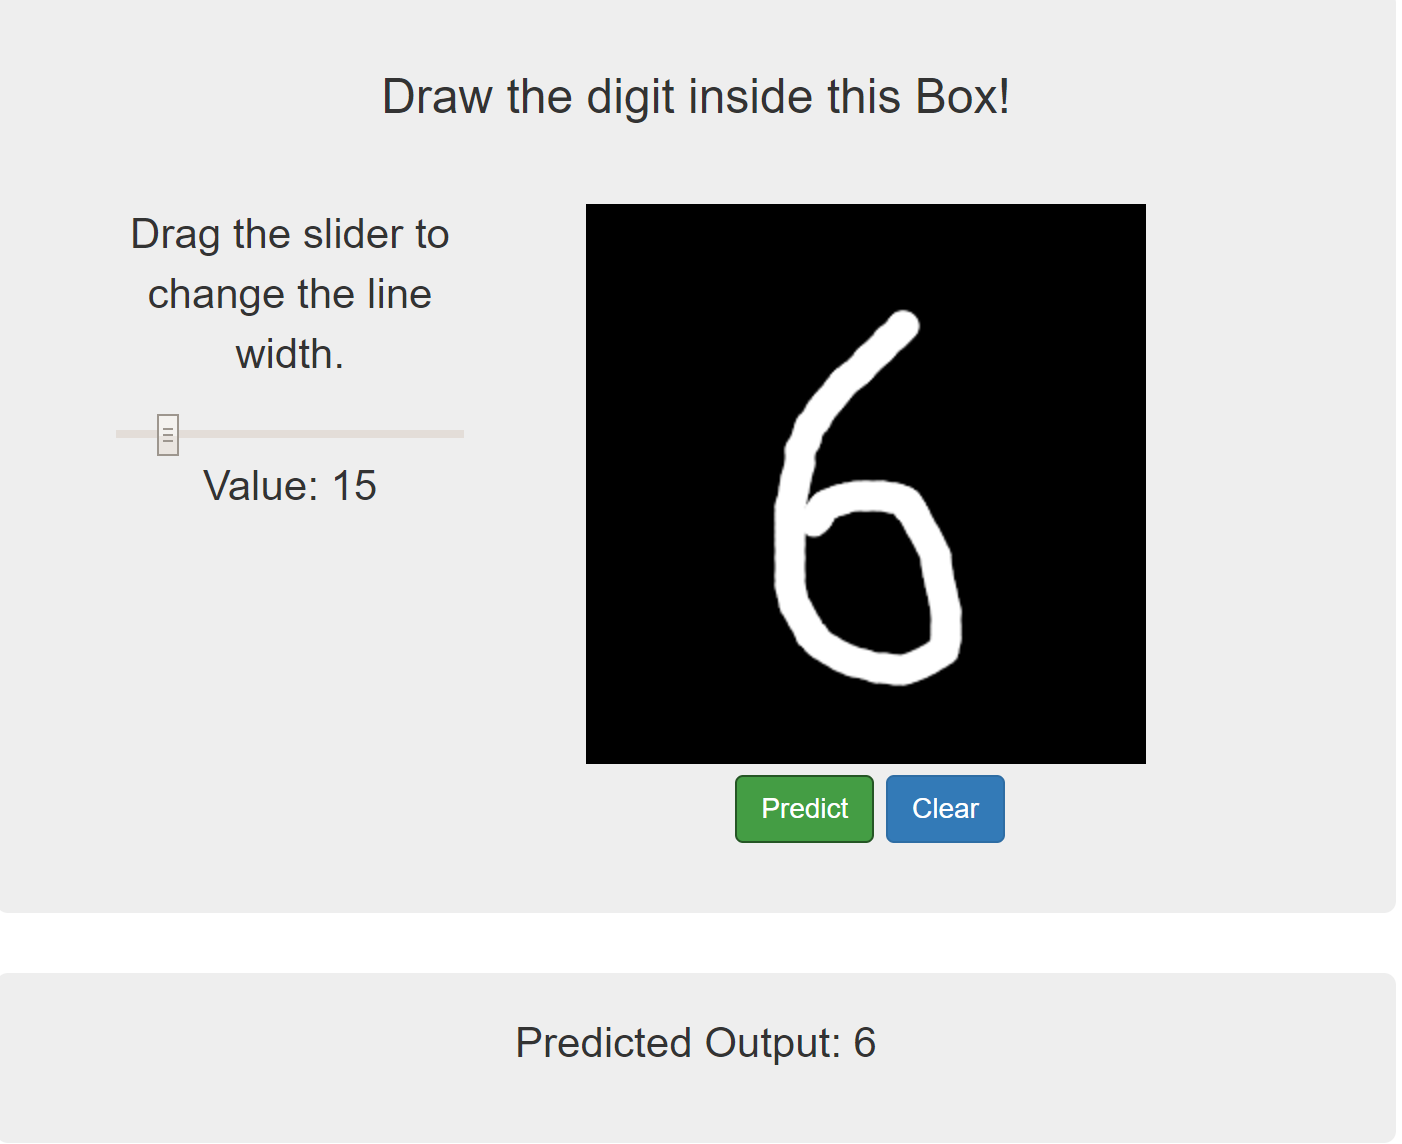 Draw the digit inside this Box!
Drag the slider to
change the line
width.
Value: 15
6
Predict
Clear
Predicted Output: 6